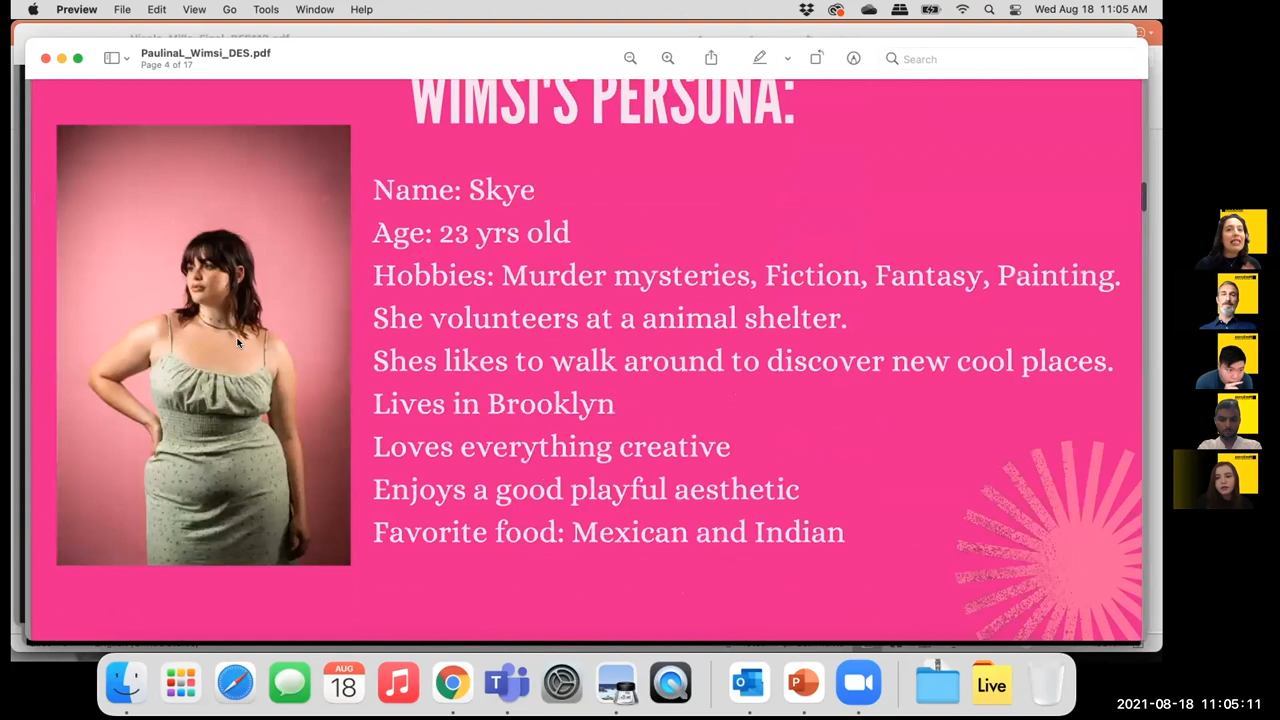 Preview File Edit View Go Tools Window Help Wed Aug 18 11:05 AM
PaulinaL_Wimsi_DES.pdf
Page 4 of 17
Search
WIMSI'S PERSONA:
Name: Skye
Age: 23 yrs old
Hobbies: Murder mysteries, Fiction, Fantasy, Painting.
She volunteers at a animal shelter.
Shes likes to walk around to discover new cool places.
Lives in Brooklyn
Loves everything creative
Enjoys a good playful aesthetic
Favorite food: Mexican and Indian
AUG
18
Live
2021-08-18 11:05:11